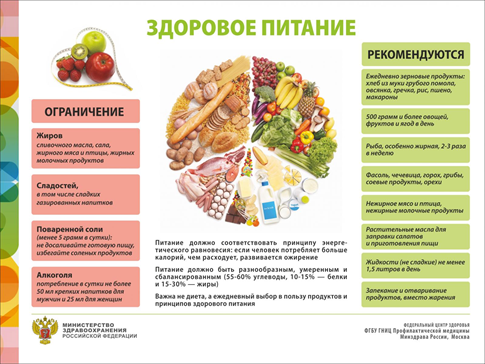 ЗДОРОВОЕ ПИТАНИЕ
ОГРАНИЧЕНИЕ
Жиров
сливочного масла, сала,
жирного мяса и птицы, жирных
молочных продуктов
Сладостей,
в том числе сладких
газированных напитков
Поваренной соли
(менее 5 грамм в сутки):
не досаливайте готовую пищу,
избегайте соленых продуктов
Алкоголя
потребление в сутки не более
50 мл крепких напитков для
мужчин и 25 мл для женщин
Питание должно соответствовать принципу энерге-
тического равновесия: если человек потребляет больше
калорий, чем расходует, развивается ожирение
Питание должно быть разнообразным, умеренным и
сбалансированным (55-60% углеводы, 10-15% — белки
и 15-30% — жиры)
Важна не диета, а ежедневный выбор в пользу продуктов и
принципов здорового питания
РЕКОМЕНДУЮТСЯ
Ежедневно зерновые продукты:
хлеб из муки грубого помола,
овсянка, гречка, рис, пшено,
макароны
500 грамм и более овощей,
фруктов и ягод в день
Рыба, особенно жирная, 2-3 раза
в неделю
Фасоль, чечевица, горох, грибы,
соевые продукты, орехи
Нежирное мясо и птица,
нежирные молочные продукты
Растительные масла для
заправки салатов
и приготовления пищи
Жидкости (не сладкие) не менее
1,5 литров в день
Запекание и отваривание
продуктов, вместо жарения
МИНИСТЕРСТВО
ЗДРАВООХРАНЕНИЯ
РОССИЙСКОЙ ФЕДЕРАЦИИ
ФЕДЕРАЛЬНЫЙ ЦЕНТР ЗДОРОВЬЯ
ФГБУ ГНИЦ Профилактической медицины
Минздрава России, Москва